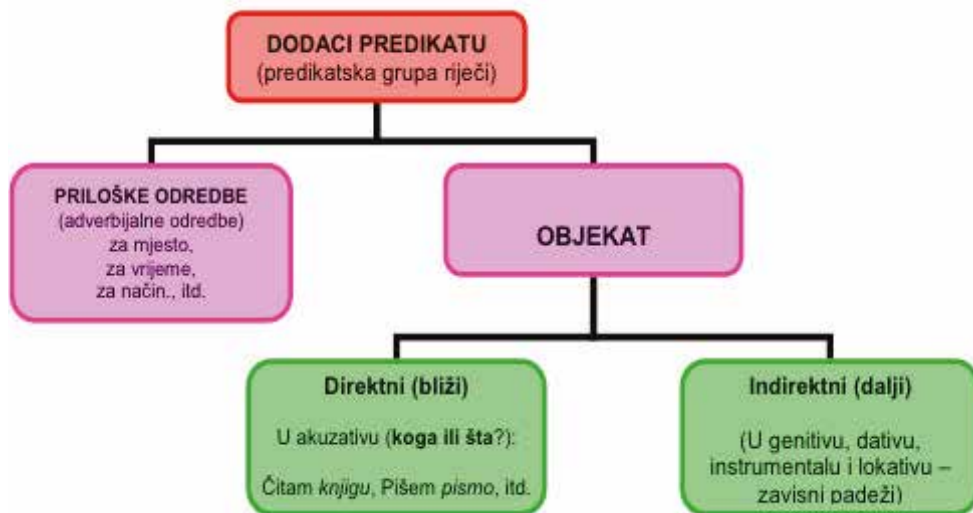 DODACI PREDIKATU
(predikatska grupa riječi)
PRILOŠKE ODREDBE
(adverbijalne odredbe)
za mjesto,
za vrijeme,
za način., itd.
OBJEKAT
Direktni (bliži)
U akuzativu (koga ili šta?):
Čitam knjigu, Pišem pismo, itd.
Indirektni (dalji)
(U genitivu, dativu,
instrumentalu i lokativu –
zavisni padeži)